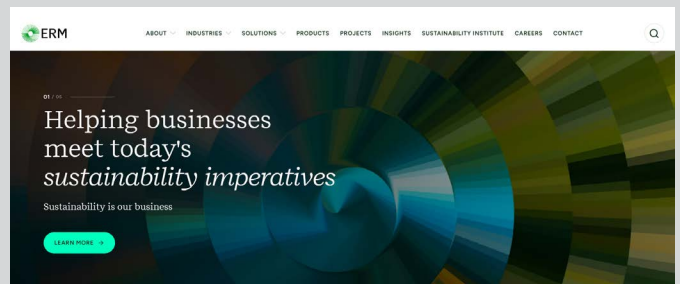 ERM
ABOUT INDUSTRIES SOLUTIONS PRODUCTS PROJECTS INSIGHTS SUSTAINABILITY INSTITUTE CAREERS CONTACT
01 /
Helping businesses
meet today's
sustainability imperatives
Sustainability is our business
LEARN MORE →